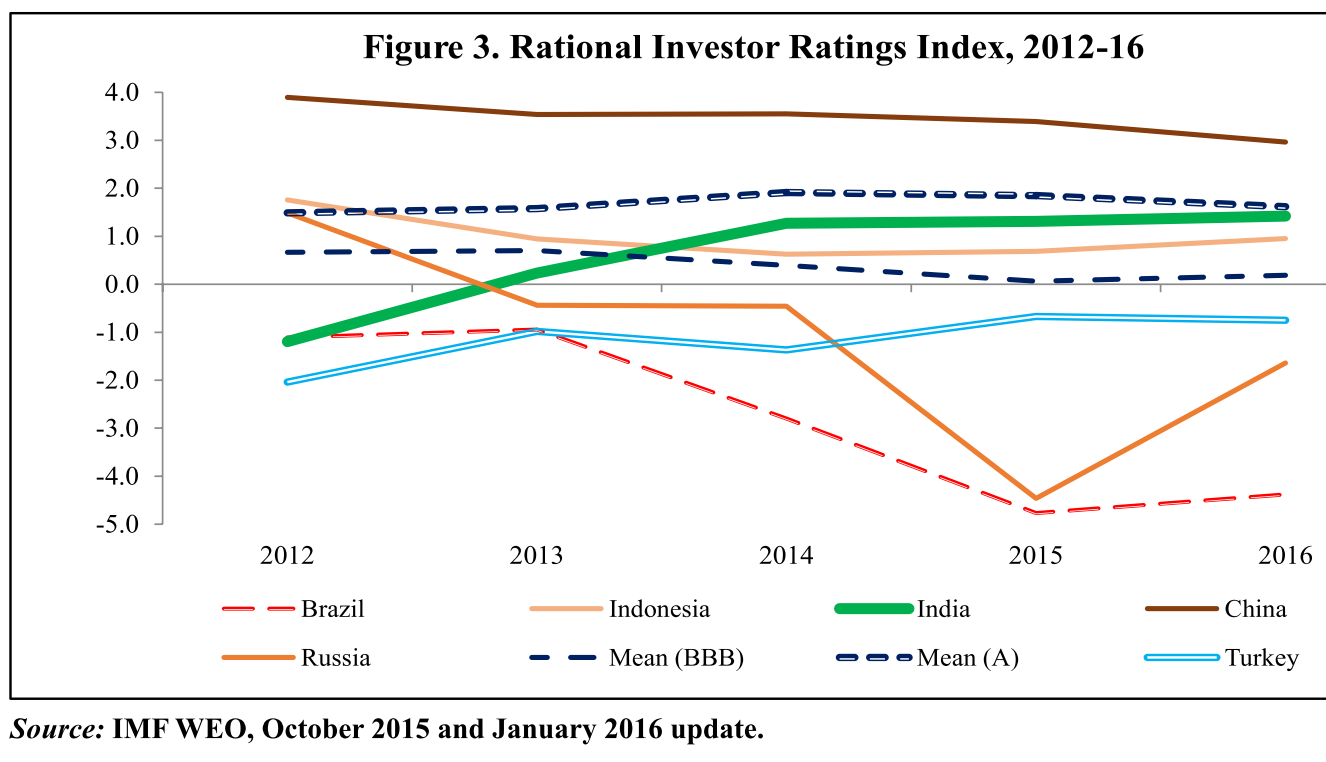 Figure 3. Rational Investor Ratings Index, 2012-16
4.0
3.0
2.0
1.0
0.0
-1.0
-2.0
-3.0
-4.0
-5.0
2012 2013 2014 2015 2016
Brazil Indonesia India China
Russia Mean (BBB) Mean (A) Turkey
Source: IMF WEO, October 2015 and January 2016 update.